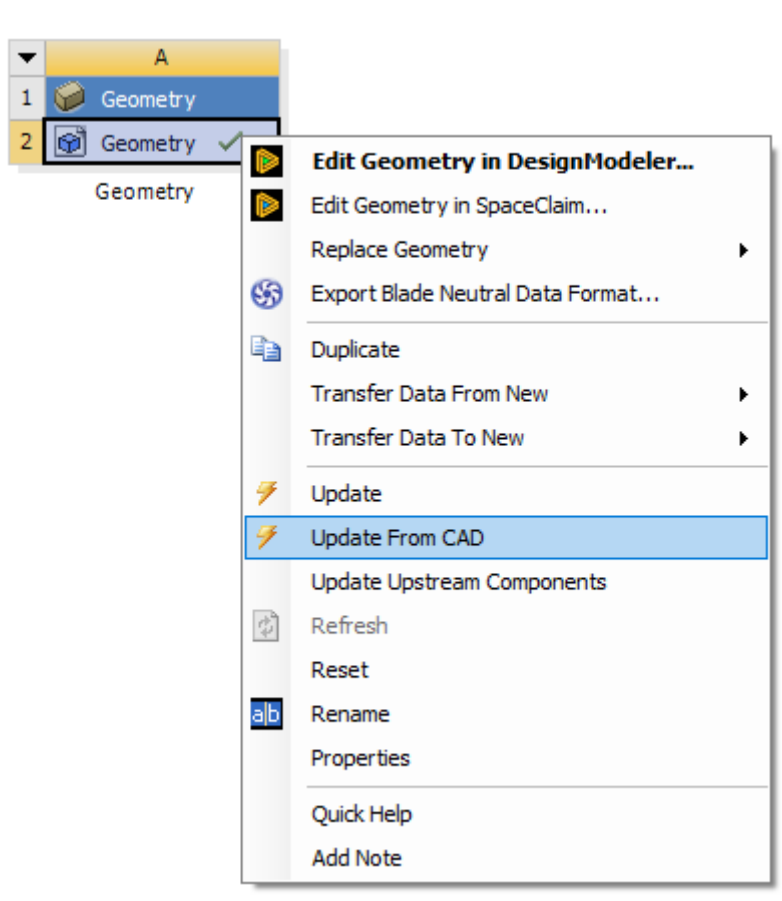 A
1 Geometry
2 Geometry
Geometry
Edit Geometry in DesignModeler...
Edit Geometry in SpaceClaim...
Replace Geometry
Export Blade Neutral Data Format...
Duplicate
Transfer Data From New
Transfer Data To New
Update
Update From CAD
Update Upstream Components
Refresh
Reset
a|b Rename
Properties
Quick Help
Add Note